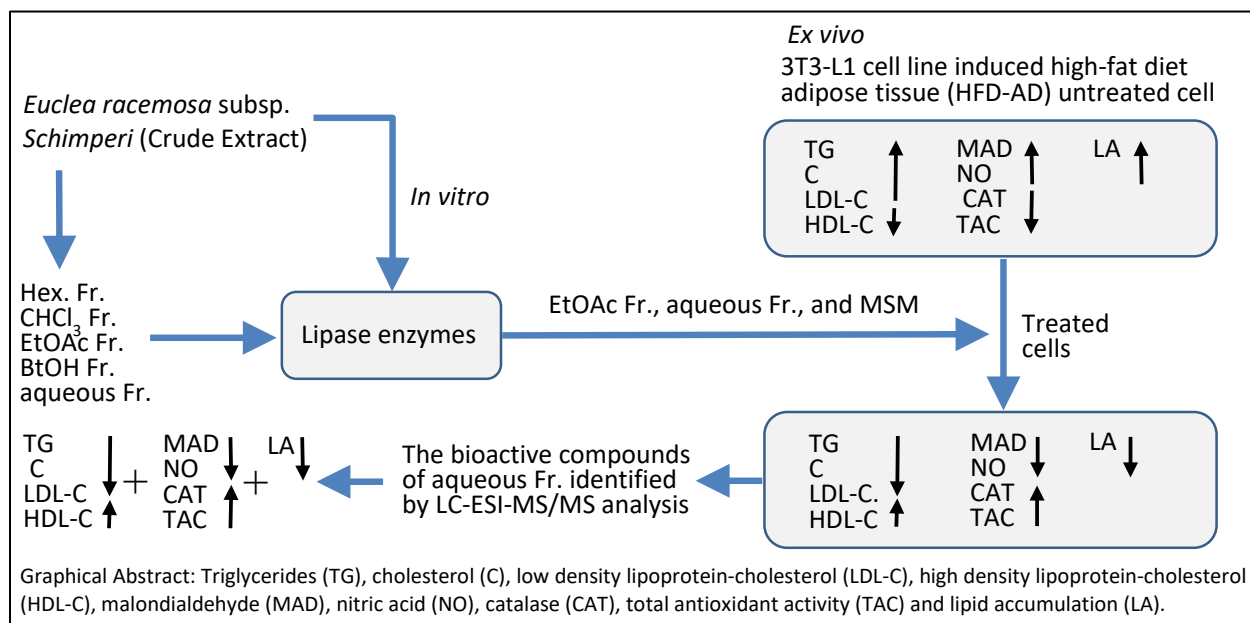 Ex vivo
3T3-L1 cell line induced high-fat diet
adipose tissue (HFD-AD) untreated cell
Euclea racemosa subsp.
Schimperi (Crude Extract)
In vitro
TG
C
LDL-C
HDL-C
MAD
NO
CAT
TAC
LA
Hex. Fr.
CHCl3 Fr.
EtOAc Fr.
BtOH Fr.
aqueous Fr.
Lipase enzymes
EtOAc Fr., aqueous Fr., and MSM
Treated
cells
TG
C
LDL-C
HDL-C
+
MAD
NO
CAT
TAC
+
LA
The bioactive compounds
of aqueous Fr. identified
by LC-ESI-MS/MS analysis
TG
C
LDL-C.
HDL-C
MAD
NO
CAT
TAC
LA
Graphical Abstract: Triglycerides (TG), cholesterol (C), low density lipoprotein-cholesterol (LDL-C), high density lipoprotein-cholesterol
(HDL-C), malondialdehyde (MAD), nitric acid (NO), catalase (CAT), total antioxidant activity (TAC) and lipid accumulation (LA).